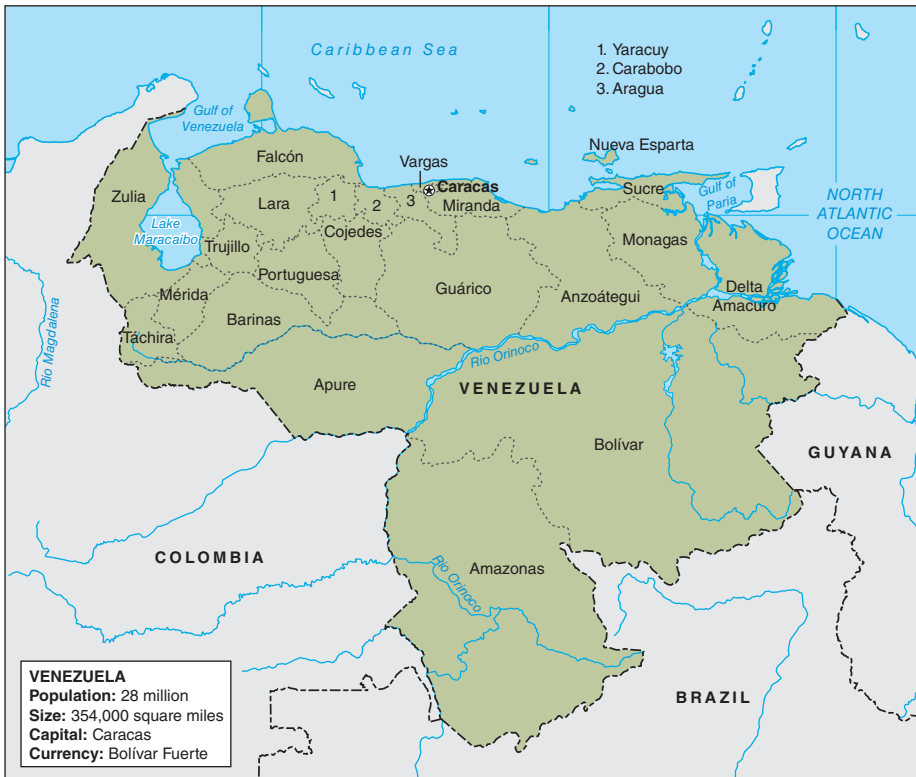 Caribbean Sea
1. Yaracuy
2. Carabobo
3. Aragua
Gulf of
Venezuela
Nueva Esparta
Falcón
Vargas
Caracas
Zulia
Lara
1
2
3
Miranda
Sucre
Gulf of
Paria
NORTH
ATLANTIC
OCEAN
Lake
Maracaibo
Trujillo
Cojedes
Monagas
Portuguesa
Guárico
Anzoátegui
Delta
Amacuro
Mérida
Barinas
Táchira
Rio Magdalena
Rio Orinoco
Apure
VENEZUELA
Bolívar
GUYANA
COLOMBIA
Amazonas
Rio Orinoco
BRAZIL
VENEZUELA
Population: 28 million
Size: 354,000 square miles
Capital: Caracas
Currency: Bolívar Fuerte